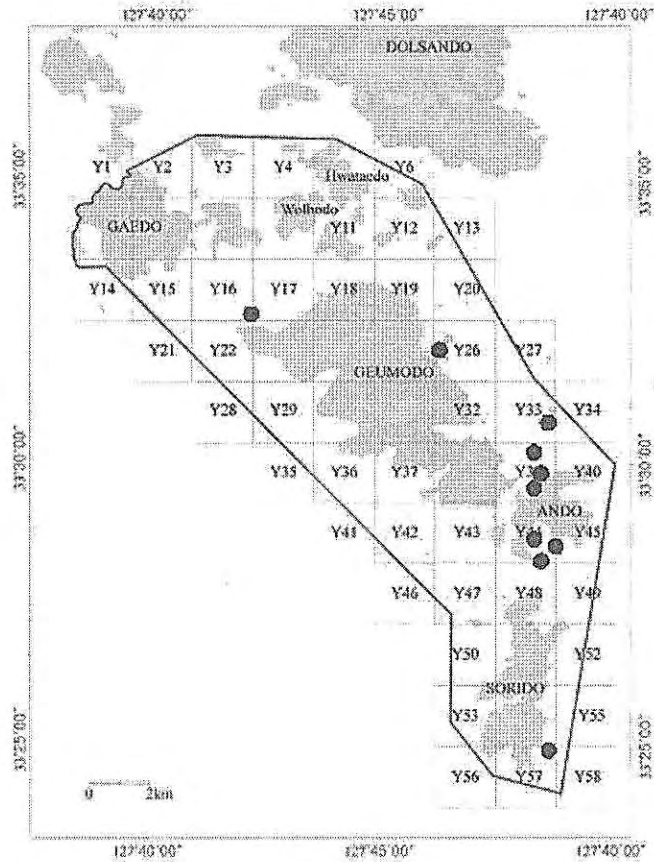 127°40'00" 127°45'00" 127°40'00"
DOLSANDO
33°35'00" 33°35'00"
Y1 Y2 Y3 Y4 Y6
Hwataedo
Wolhodo
GAEDO Y11 Y12 Y13
Y14 Y15 Y16 Y17 Y18 Y19 Y20
Y21 Y22 Y26 Y27
GEUMODO
Y28 Y29 Y32 Y33 Y34
33°30'00" 33°30'00"
Y35 Y36 Y37 Y40
ANDO
Y41 Y42 Y43 Y45
Y46 Y47 Y48 Y49
Y50 Y52
SORIDO
Y53 Y55
33°25'00" 33°25'00"
Y56 Y57 Y58
0 2km
127°40'00" 127°45'00" 127°40'00"